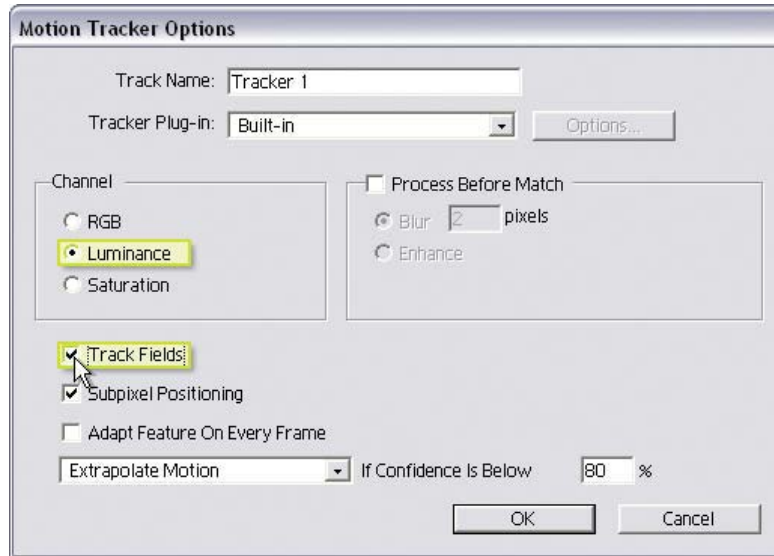 Motion Tracker Options
Track Name: Tracker 1
Tracker Plug-in: Built-in Options...
Channel
RGB
Luminance
Saturation
Process Before Match
Blur 2 pixels
Enhance
Track Fields
Subpixel Positioning
Adapt Feature On Every Frame
Extrapolate Motion If Confidence Is Below 80 %
OK Cancel